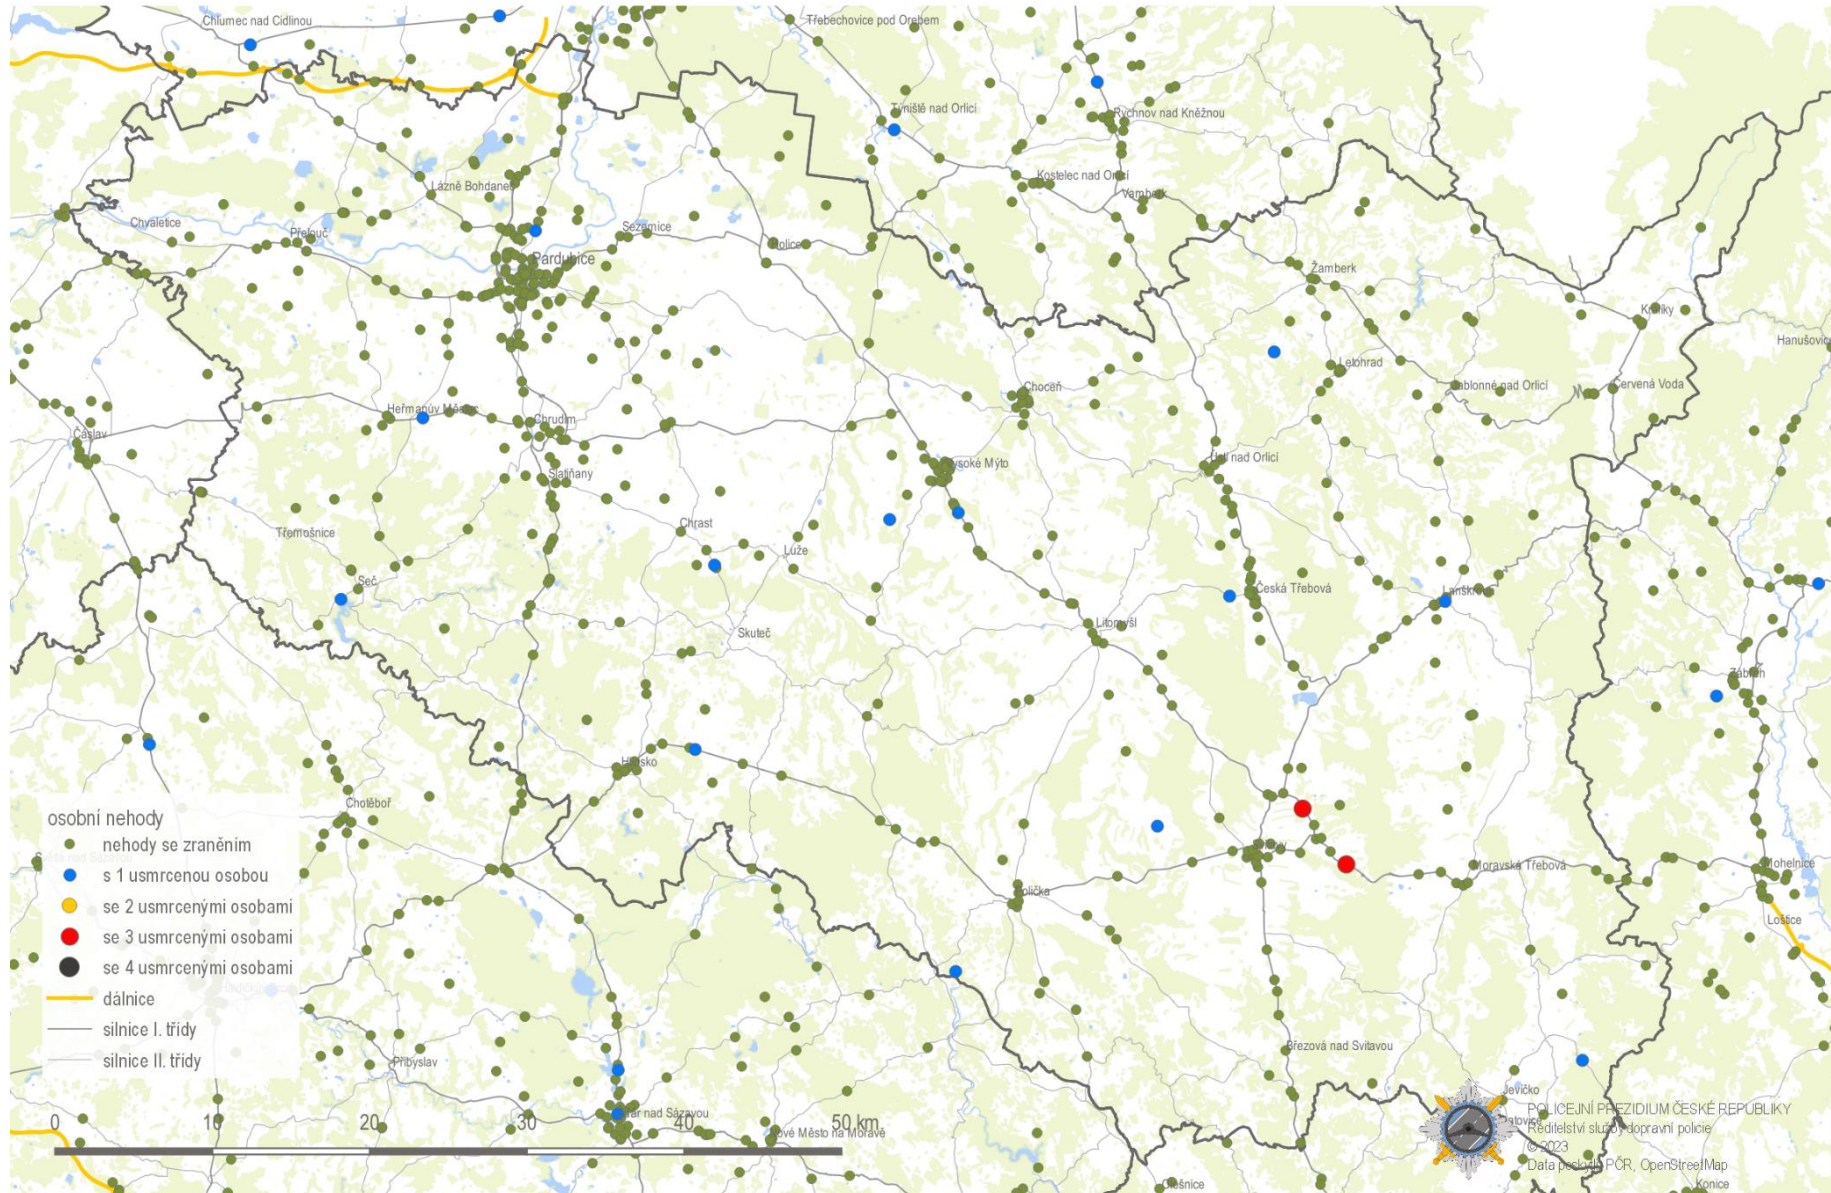 Chlumec nad Cidlinou
Třebechovice pod Orebem
Týniště nad Orlicí
Rychnov nad Kněžnou
Kostelec nad Orlicí
Vamberk
Lázně Bohdaneč
Chvaletice
Přelouč
Sezemice
Holice
Pardubice
Žamberk
Králíky
Hanušovice
Letohrad
Jablonné nad Orlicí
Červená Voda
Choceň
Heřmanův Městec
Chrudim
Čáslav
Slatiňany
Vysoké Mýto
Ústí nad Orlicí
Třemošnice
Chrast
Luže
Seč
Česká Třebová
Lanškroun
Skuteč
Litomyšl
Zábřeh
Hlinsko
Chotěboř
Svitavy
Moravská Třebová
Mohelnice
Polička
Loštice
Přibyslav
Březová nad Svitavou
Jevíčko
Žďár nad Sázavou
Nové Město na Moravě
Olešnice
Konice
osobní nehody
nehody se zraněním
s 1 usmrcenou osobou
se 2 usmrcenými osobami
se 3 usmrcenými osobami
se 4 usmrcenými osobami
dálnice
silnice I. třídy
silnice II. třídy
0 10 20 30 40 50 km
POLICEJNÍ PREZIDIUM ČESKÉ REPUBLIKY
Ředitelství služby dopravní policie
© 2023
Data poskytli PČR, OpenStreetMap